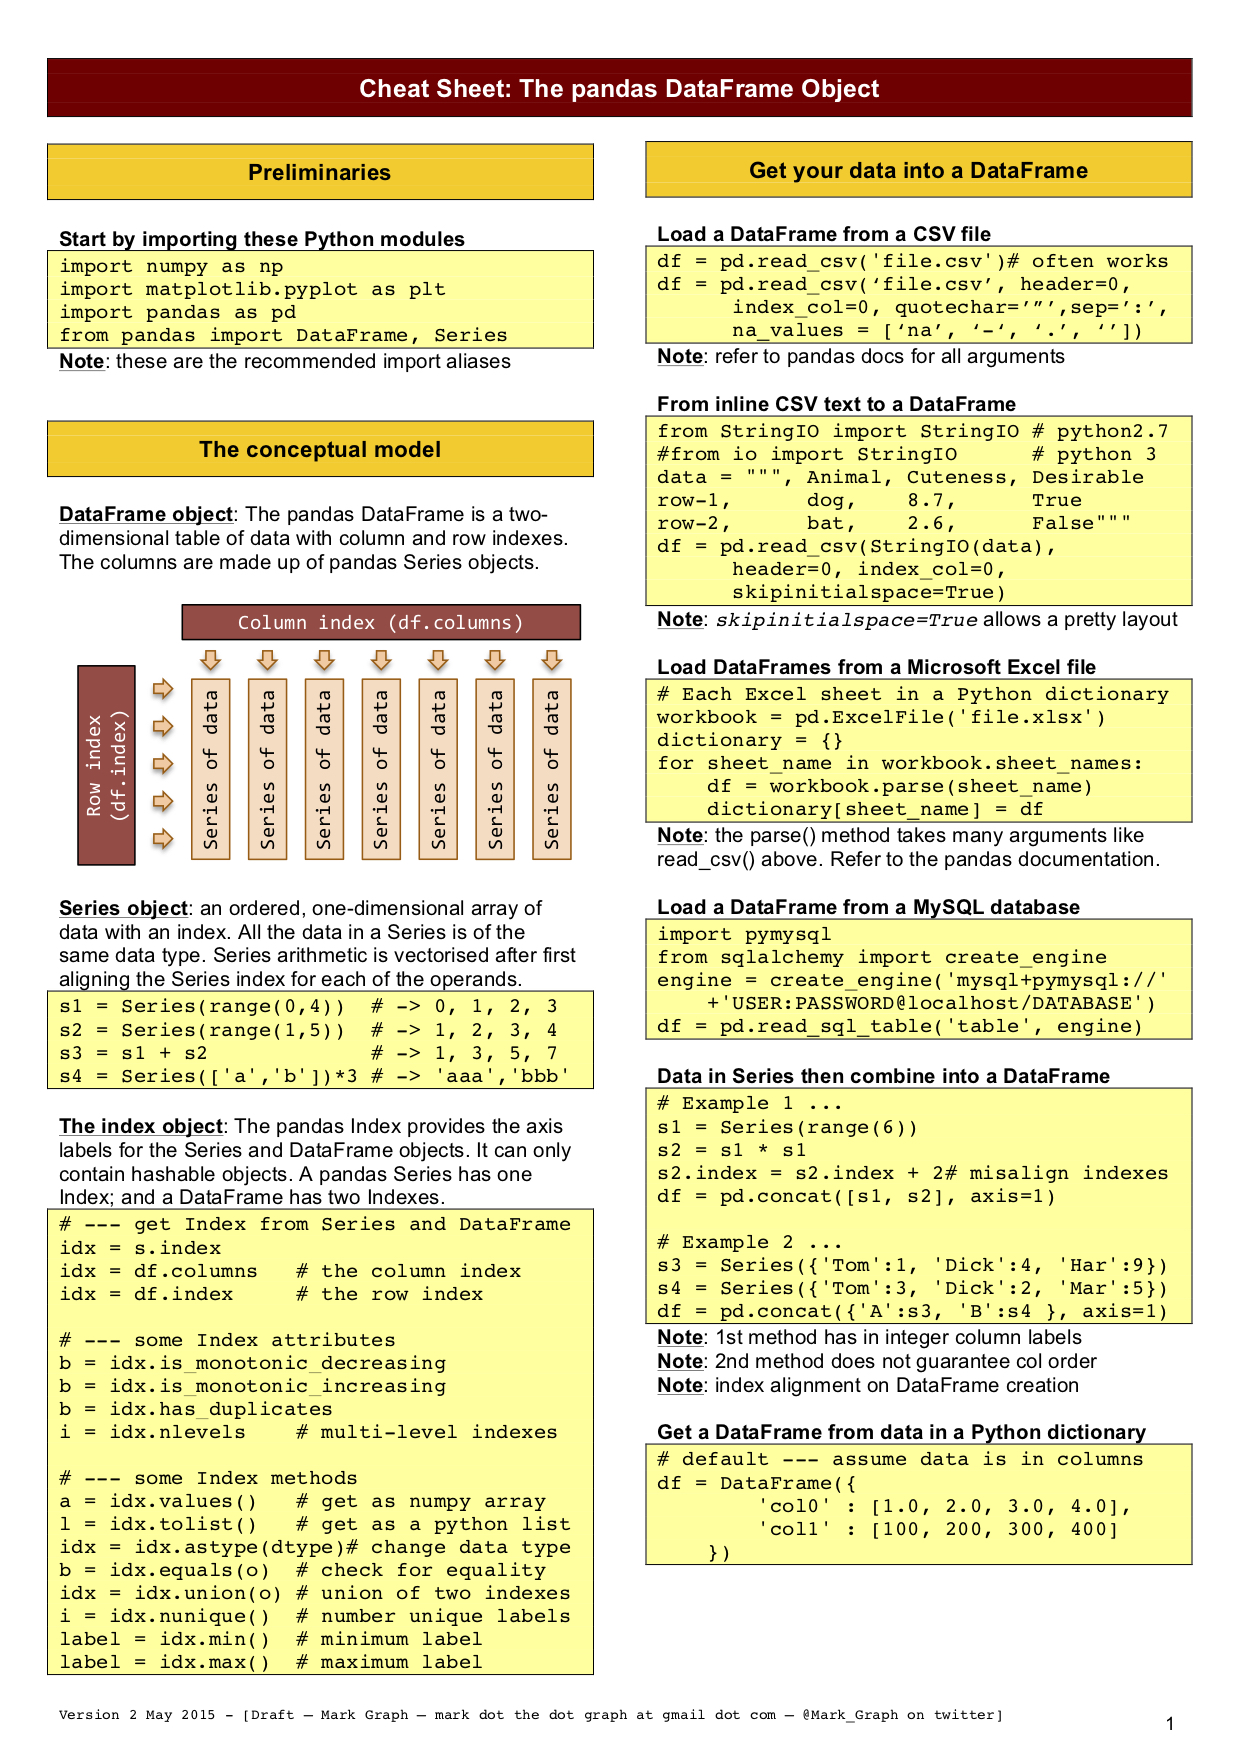 Cheat Sheet: The pandas DataFrame Object
Preliminaries
Start by importing these Python modules
import numpy as np
import matplotlib.pyplot as plt
import pandas as pd
from pandas import DataFrame, Series
Note: these are the recommended import aliases
The conceptual model
DataFrame object: The pandas DataFrame is a two-
dimensional table of data with column and row indexes.
The columns are made up of pandas Series objects.
Column index (df.columns)
Row index
(df.index)
Series of data
Series of data
Series of data
Series of data
Series of data
Series of data
Series of data
Series object: an ordered, one-dimensional array of
data with an index. All the data in a Series is of the
same data type. Series arithmetic is vectorised after first
aligning the Series index for each of the operands.
s1 = Series(range(0,4))  # -> 0, 1, 2, 3
s2 = Series(range(1,5))  # -> 1, 2, 3, 4
s3 = s1 + s2             # -> 1, 3, 5, 7
s4 = Series(['a','b'])*3 # -> 'aaa','bbb'
The index object: The pandas Index provides the axis
labels for the Series and DataFrame objects. It can only
contain hashable objects. A pandas Series has one
Index; and a DataFrame has two Indexes.
# --- get Index from Series and DataFrame
idx = s.index
idx = df.columns   # the column index
idx = df.index     # the row index
# --- some Index attributes
b = idx.is_monotonic_decreasing
b = idx.is_monotonic_increasing
b = idx.has_duplicates
i = idx.nlevels    # multi-level indexes
# --- some Index methods
a = idx.values()   # get as numpy array
l = idx.tolist()   # get as a python list
idx = idx.astype(dtype)# change data type
b = idx.equals(o)  # check for equality
idx = idx.union(o) # union of two indexes
i = idx.nunique()  # number unique labels
label = idx.min()  # minimum label
label = idx.max()  # maximum label
Get your data into a DataFrame
Load a DataFrame from a CSV file
df = pd.read_csv('file.csv')# often works
df = pd.read_csv(‘file.csv’, header=0,
      index_col=0, quotechar=’”’,sep=’:’,
      na_values = [‘na’, ‘-‘, ‘.’, ‘’])
Note: refer to pandas docs for all arguments
From inline CSV text to a DataFrame
from StringIO import StringIO # python2.7
#from io import StringIO      # python 3
data = """, Animal, Cuteness, Desirable
row-1,      dog,    8.7,      True
row-2,      bat,    2.6,      False"""
df = pd.read_csv(StringIO(data),
      header=0, index_col=0,
      skipinitialspace=True)
Note: skipinitialspace=True allows a pretty layout
Load DataFrames from a Microsoft Excel file
# Each Excel sheet in a Python dictionary
workbook = pd.ExcelFile('file.xlsx')
dictionary = {}
for sheet_name in workbook.sheet_names:
    df = workbook.parse(sheet_name)
    dictionary[sheet_name] = df
Note: the parse() method takes many arguments like
read_csv() above. Refer to the pandas documentation.
Load a DataFrame from a MySQL database
import pymysql
from sqlalchemy import create_engine
engine = create_engine('mysql+pymysql://'
    +'USER:PASSWORD@localhost/DATABASE')
df = pd.read_sql_table('table', engine)
Data in Series then combine into a DataFrame
# Example 1 ...
s1 = Series(range(6))
s2 = s1 * s1
s2.index = s2.index + 2# misalign indexes
df = pd.concat([s1, s2], axis=1)
# Example 2 ...
s3 = Series({'Tom':1, 'Dick':4, 'Har':9})
s4 = Series({'Tom':3, 'Dick':2, 'Mar':5})
df = pd.concat({'A':s3, 'B':s4 }, axis=1)
Note: 1st method has in integer column labels
Note: 2nd method does not guarantee col order
Note: index alignment on DataFrame creation
Get a DataFrame from data in a Python dictionary
# default --- assume data is in columns
df = DataFrame({
        'col0' : [1.0, 2.0, 3.0, 4.0],
        'col1' : [100, 200, 300, 400]
    })
Version 2 May 2015 - [Draft – Mark Graph – mark dot the dot graph at gmail dot com – @Mark_Graph on twitter]
1